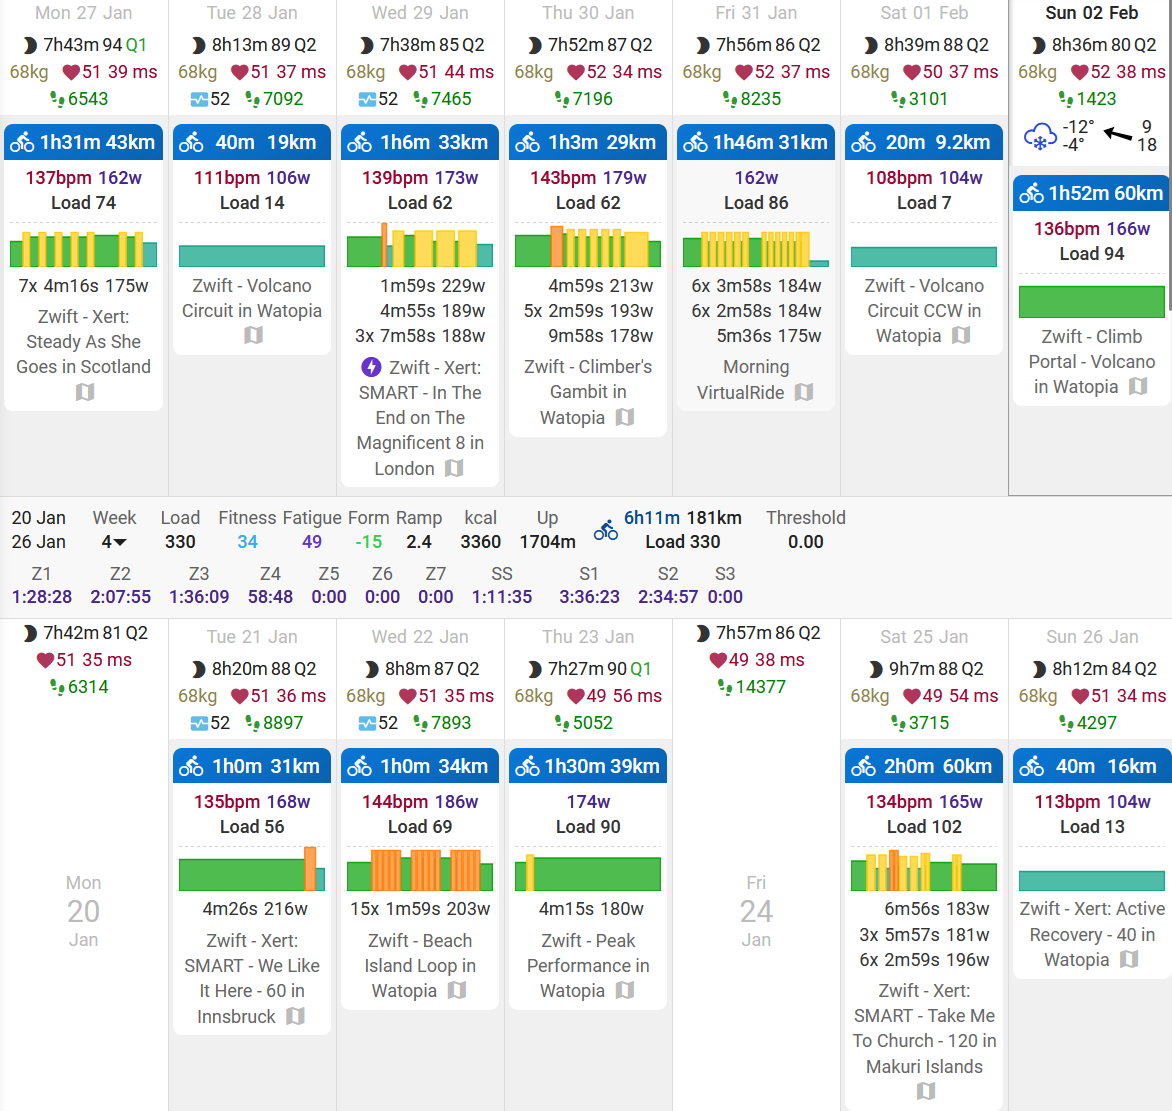 Mon 27 Jan
7h43m 94 Q1
68kg 51 39 ms
6543
1h31m 43km
137bpm 162w
Load 74
7x 4m16s 175w
Zwift - Xert:
Steady As She
Goes in Scotland
Tue 28 Jan
8h13m 89 Q2
68kg 51 37 ms
52 7092
40m 19km
111bpm 106w
Load 14
Zwift - Volcano
Circuit in Watopia
Wed 29 Jan
7h38m 85 Q2
68kg 51 44 ms
52 7465
1h6m 33km
139bpm 173w
Load 62
1m59s 229w
4m55s 189w
3x 7m58s 188w
Zwift - Xert:
SMART - In The
End on The
Magnificent 8 in
London
Thu 30 Jan
7h52m 87 Q2
68kg 52 34 ms
7196
1h3m 29km
143bpm 179w
Load 62
4m59s 213w
5x 2m59s 193w
9m58s 178w
Zwift - Climber's
Gambit in
Watopia
Fri 31 Jan
7h56m 86 Q2
68kg 52 37 ms
8235
1h46m 31km
162w
Load 86
6x 3m58s 184w
6x 2m58s 184w
5m36s 175w
Morning
VirtualRide
Sat 01 Feb
8h39m 88 Q2
68kg 50 37 ms
3101
20m 9.2km
108bpm 104w
Load 7
Zwift - Volcano
Circuit CCW in
Watopia
Sun 02 Feb
8h36m 80 Q2
68kg 52 38 ms
1423
-12° 9
-4° 18
1h52m 60km
136bpm 166w
Load 94
Zwift - Climb
Portal - Volcano
in Watopia
20 Jan Week Load Fitness Fatigue Form Ramp kcal Up 6h11m 181km Threshold
26 Jan 4 330 34 49 -15 2.4 3360 1704m Load 330 0.00
Z1 Z2 Z3 Z4 Z5 Z6 Z7 SS S1 S2 S3
1:28:28 2:07:55 1:36:09 58:48 0:00 0:00 0:00 1:11:35 3:36:23 2:34:57 0:00
7h42m 81 Q2
51 35 ms
6314
Mon
20
Jan
Tue 21 Jan
8h20m 88 Q2
68kg 51 36 ms
52 8897
1h0m 31km
135bpm 168w
Load 56
4m26s 216w
Zwift - Xert:
SMART - We Like
It Here - 60 in
Innsbruck
Wed 22 Jan
8h8m 87 Q2
68kg 51 35 ms
52 7893
1h0m 34km
144bpm 186w
Load 69
15x 1m59s 203w
Zwift - Beach
Island Loop in
Watopia
Thu 23 Jan
7h27m 90 Q1
68kg 49 56 ms
5052
1h30m 39km
174w
Load 90
4m15s 180w
Zwift - Peak
Performance in
Watopia
7h57m 86 Q2
49 38 ms
14377
Fri
24
Jan
Sat 25 Jan
9h7m 88 Q2
68kg 49 54 ms
3715
2h0m 60km
134bpm 165w
Load 102
6m56s 183w
3x 5m57s 181w
6x 2m59s 196w
Zwift - Xert:
SMART - Take Me
To Church - 120 in
Makuri Islands
Sun 26 Jan
8h12m 84 Q2
68kg 51 34 ms
4297
40m 16km
113bpm 104w
Load 13
Zwift - Xert: Active
Recovery - 40 in
Watopia